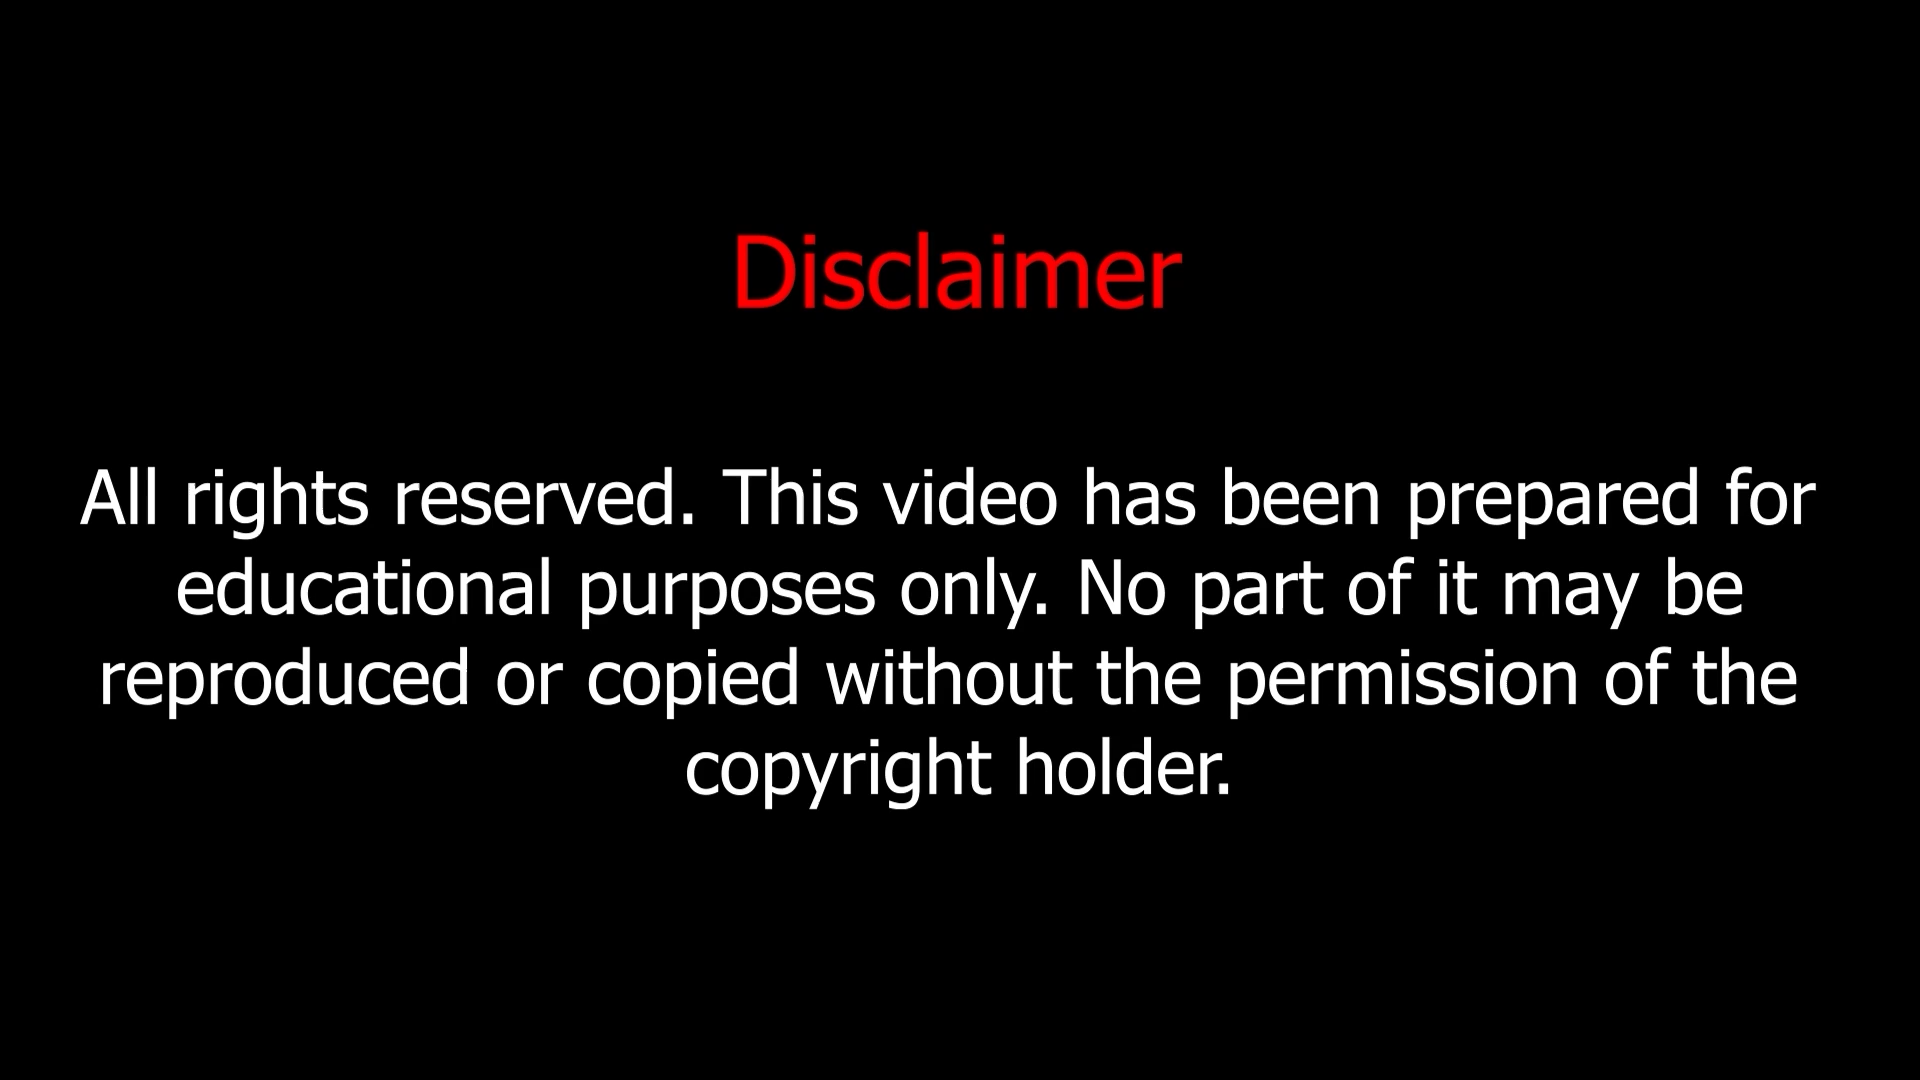 Disclaimer
All rights reserved. This video has been prepared for
educational purposes only. No part of it may be
reproduced or copied without the permission of the
copyright holder.